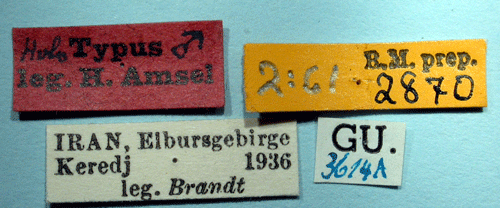 Holo Typus ♂
leg. H. Amsel
R.M. prep.
2:61. 2870
IRAN, Elbursgebirge
Keredj . 1936
leg. Brandt
GU.
3614A